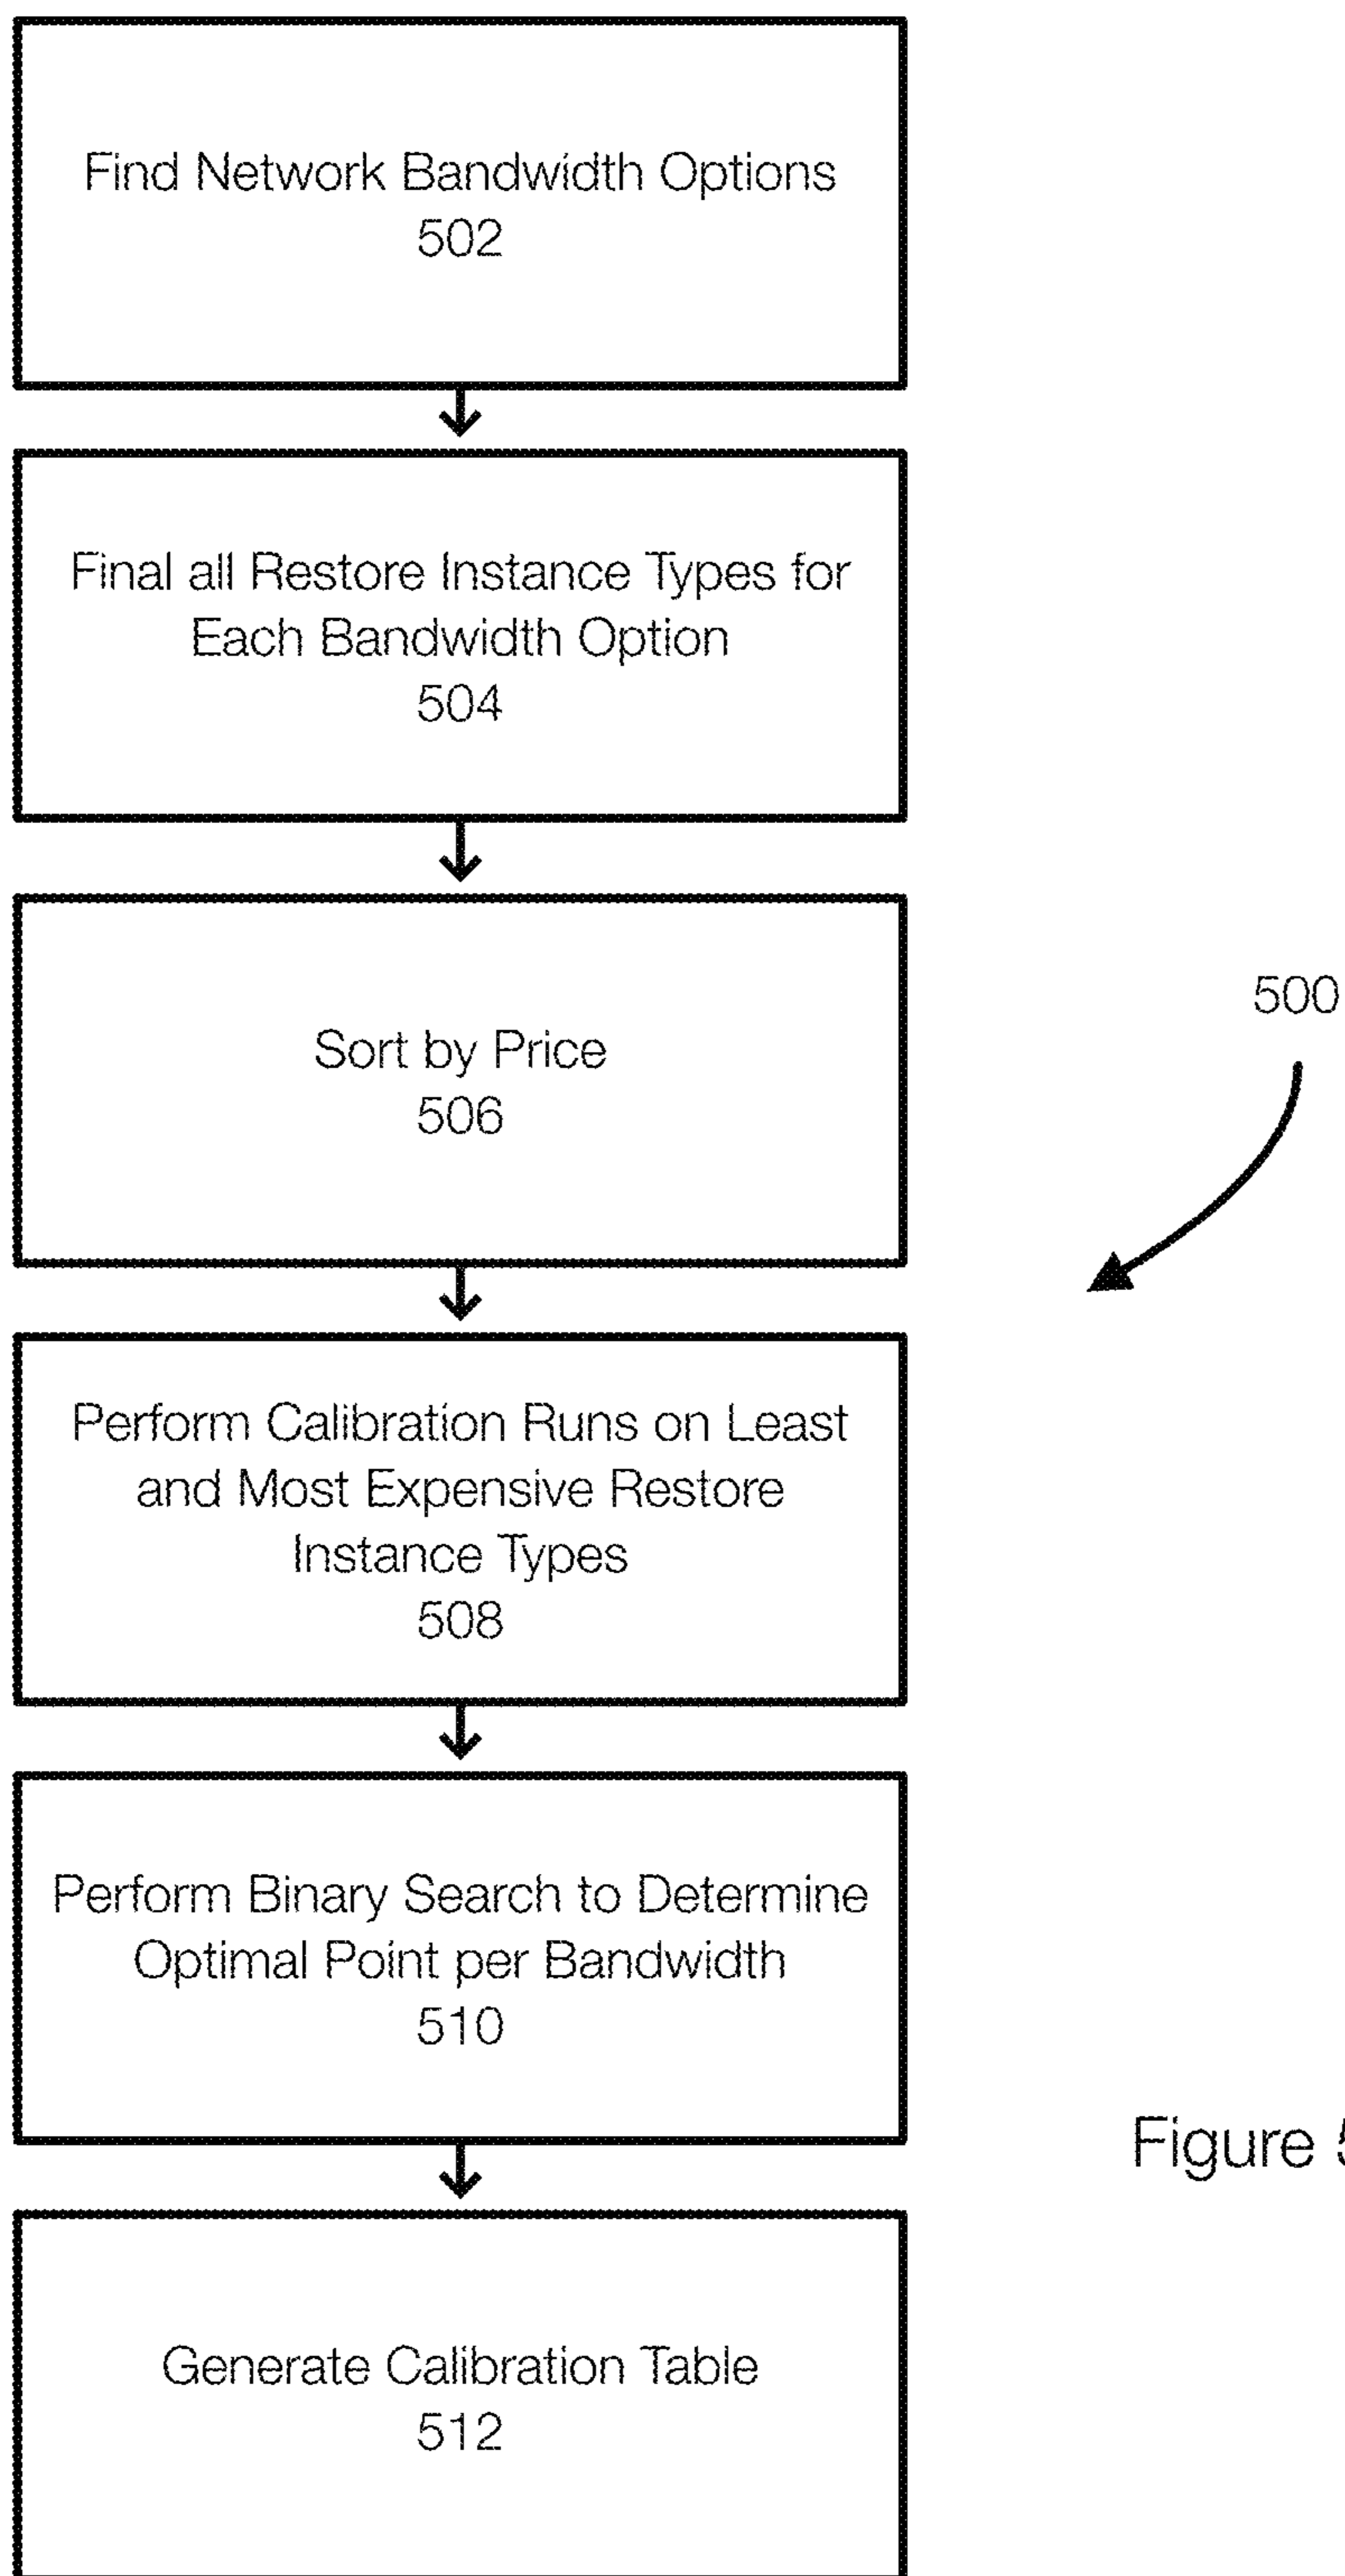 Find Network Bandwidth Options
502
Final all Restore Instance Types for
Each Bandwidth Option
504
Sort by Price
506
500
Perform Calibration Runs on Least
and Most Expensive Restore
Instance Types
508
Perform Binary Search to Determine
Optimal Point per Bandwidth
510
Figure 5
Generate Calibration Table
512